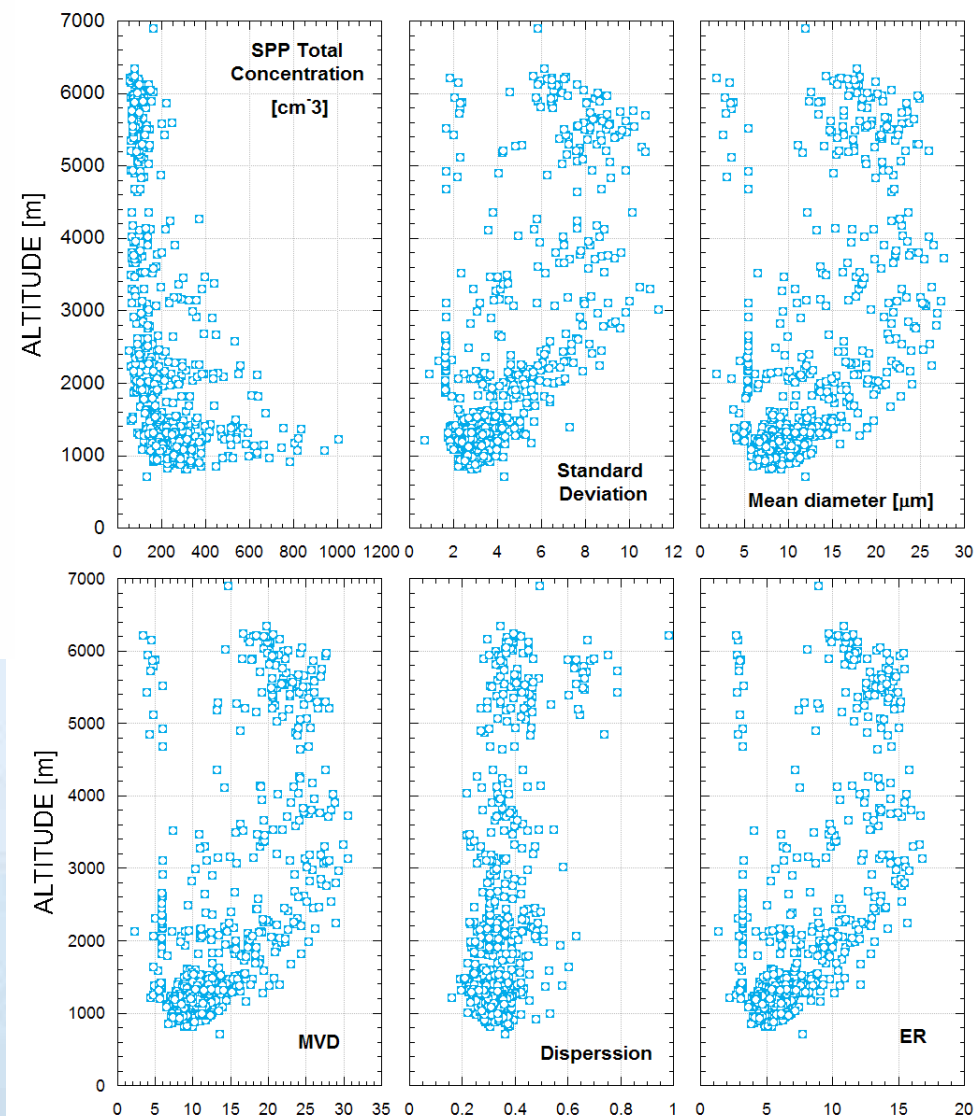 7000
6000
5000
4000
3000
2000
1000
0
ALTITUDE [m]
SPP Total
Concentration
[cm⁻3]
Standard
Deviation
Mean diameter [μm]
0 200 400 600 800 1000 1200
2 4 6 8 10 12
0 5 10 15 20 25 30
7000
6000
5000
4000
3000
2000
1000
0
ALTITUDE [m]
MVD
Disperssion
ER
0 5 10 15 20 25 30 35
0 0.2 0.4 0.6 0.8 1
0 5 10 15 20